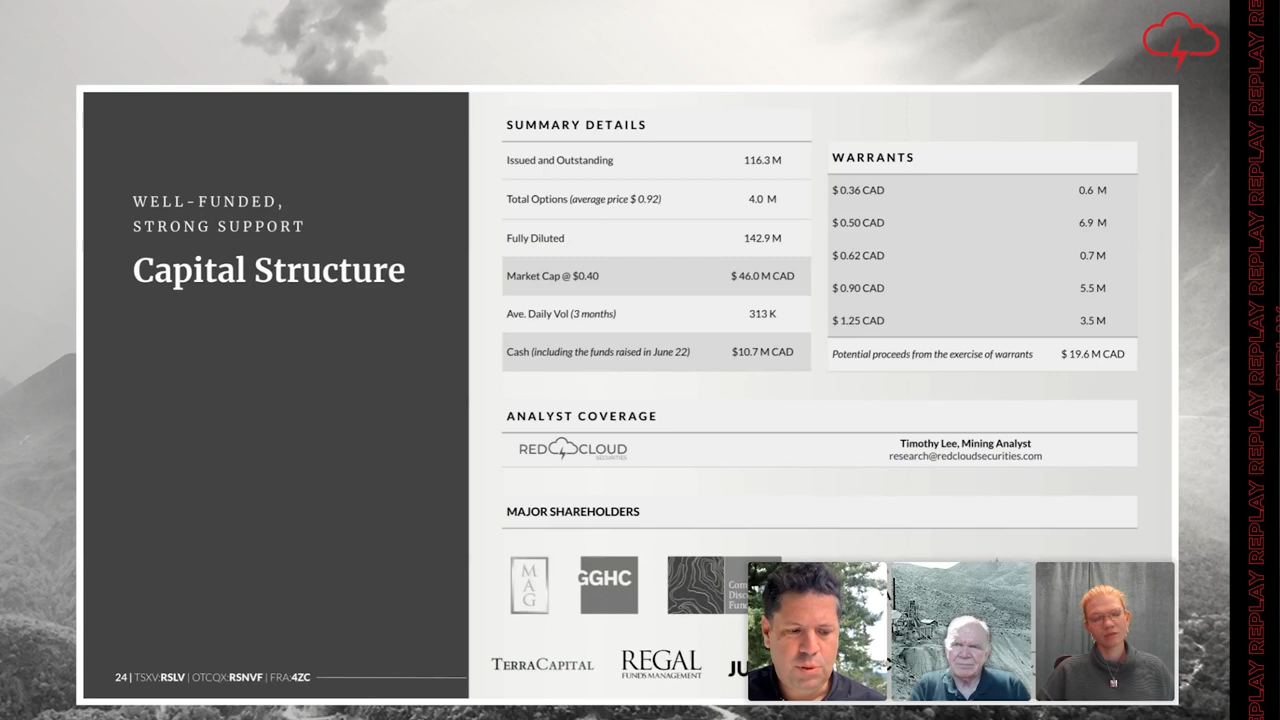 WELL-FUNDED,
STRONG SUPPORT
Capital Structure
24 | TSXV:RSLV | OTCQX:RSNVF | FRA:4ZC
SUMMARY DETAILS
Issued and Outstanding 116.3 M
Total Options (average price $ 0.92) 4.0 M
Fully Diluted 142.9 M
Market Cap @ $0.40 $ 46.0 M CAD
Ave. Daily Vol (3 months) 313 K
Cash (including the funds raised in June 22) $10.7 M CAD
WARRANTS
$ 0.36 CAD 0.6 M
$ 0.50 CAD 6.9 M
$ 0.62 CAD 0.7 M
$ 0.90 CAD 5.5 M
$ 1.25 CAD 3.5 M
Potential proceeds from the exercise of warrants $ 19.6 M CAD
ANALYST COVERAGE
RED CLOUD
SECURITIES
Timothy Lee, Mining Analyst
research@redcloudsecurities.com
MAJOR SHAREHOLDERS
MAG
GGHC
TERRACAPITAL
REGAL
FUNDS MANAGEMENT
REPLAY REPLAY REPLAY REPLAY REPLAY REPLAY REPLAY REPLAY